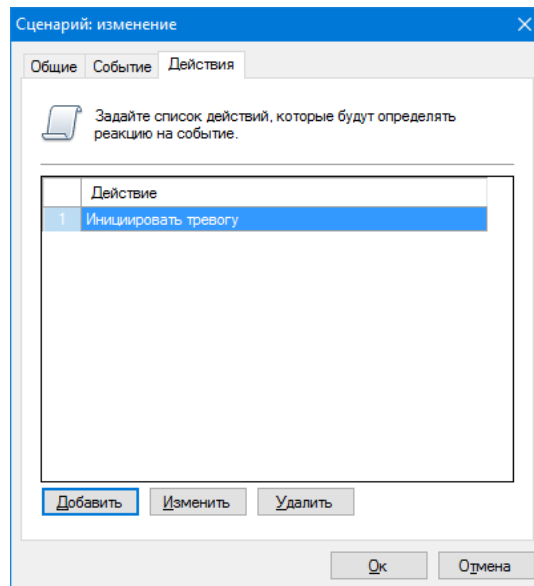 Сценарий: изменение
Общие Событие Действия
Задайте список действий, которые будут определять
реакцию на событие.
Действие
1 Инициировать тревогу
Добавить Изменить Удалить
Ок Отмена